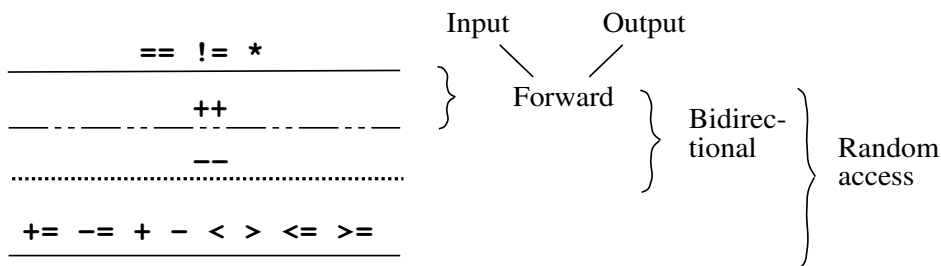 Input Output
== != *
Forward
++
Bidirec-
tional
Random
access
--
+= -= + - < > <= >=